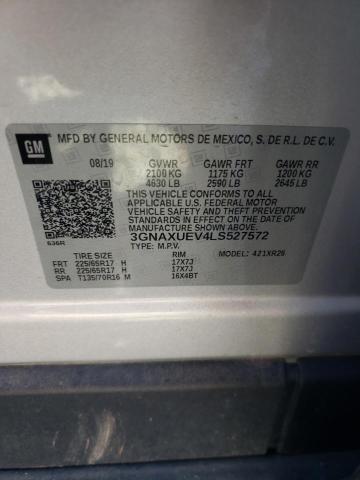 GM
MFD BY GENERAL MOTORS DE MEXICO, S. DE R.L. DE C.V.
08/19 GVWR GAWR FRT GAWR RR
2100 KG 1175 KG 1200 KG
4630 LB 2590 LB 2645 LB
THIS VEHICLE CONFORMS TO ALL
APPLICABLE U.S. FEDERAL MOTOR
VEHICLE SAFETY AND THEFT PREVENTION
STANDARDS IN EFFECT ON THE DATE OF
MANUFACTURE SHOWN ABOVE.
636R 3GNAXUEV4LS527572
TYPE: M.P.V.
TIRE SIZE RIM MODEL: 421XR26
FRT 225/65R17 H 17X7J
RR 225/65R17 H 17X7J
SPA T135/70R16 M 16X4BT